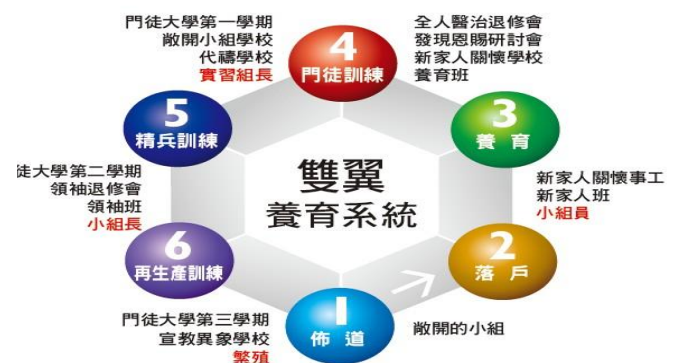 雙翼
養育系統
1
佈道
敞開的小組
2
落戶
新家人關懷事工
新家人班
小組員
3
養育
全人醫治退修會
發現恩賜研討會
新家人關懷學校
養育班
4
門徒訓練
門徒大學第一學期
敞開小組學校
代禱學校
實習組長
5
精兵訓練
徒大學第二學期
領袖退修會
領袖班
小組長
6
再生產訓練
門徒大學第三學期
宣教異象學校
繁殖